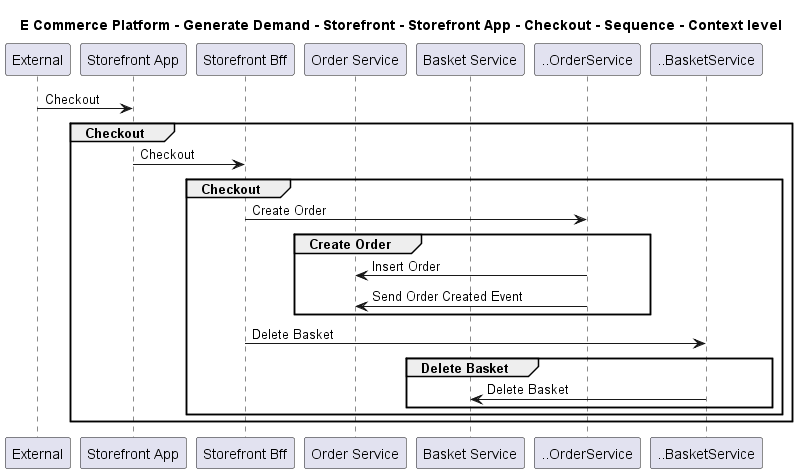 E Commerce Platform - Generate Demand - Storefront - Storefront App - Checkout - Sequence - Context level
External Storefront App Storefront Bff Order Service Basket Service ..OrderService ..BasketService
Checkout
Checkout
Checkout
Checkout
Create Order
Create Order
Insert Order
Send Order Created Event
Delete Basket
Delete Basket
Delete Basket
External Storefront App Storefront Bff Order Service Basket Service ..OrderService ..BasketService